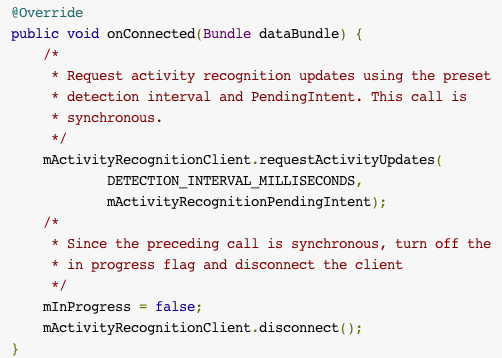 @Override
public void onConnected(Bundle dataBundle) {
    /*
     * Request activity recognition updates using the preset
     * detection interval and PendingIntent. This call is
     * synchronous.
     */
    mActivityRecognitionClient.requestActivityUpdates(
            DETECTION_INTERVAL_MILLISECONDS,
            mActivityRecognitionPendingIntent);
    /*
     * Since the preceding call is synchronous, turn off the
     * in progress flag and disconnect the client
     */
    mInProgress = false;
    mActivityRecognitionClient.disconnect();
}